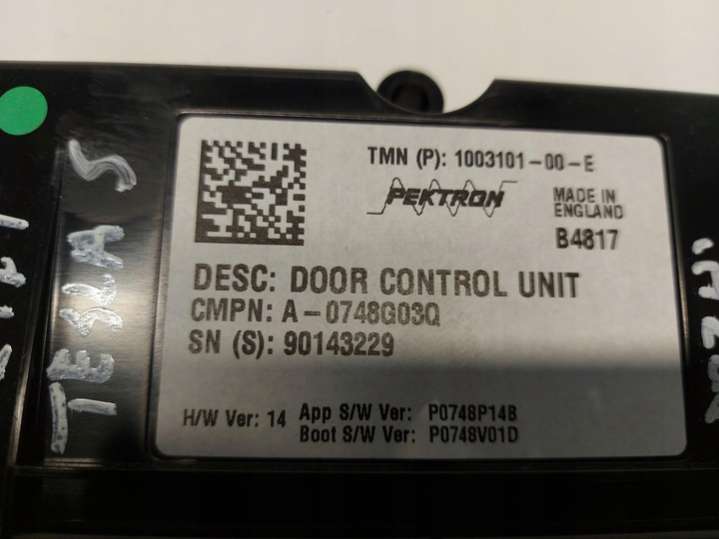 TMN (P): 1003101-00-E
PEKTRON
MADE IN
ENGLAND
B4817
DESC: DOOR CONTROL UNIT
CMPN: A-0748G03Q
SN (S): 90143229
H/W Ver: 14
App S/W Ver: P0748P14B
Boot S/W Ver: P0748V01D
TESLA S